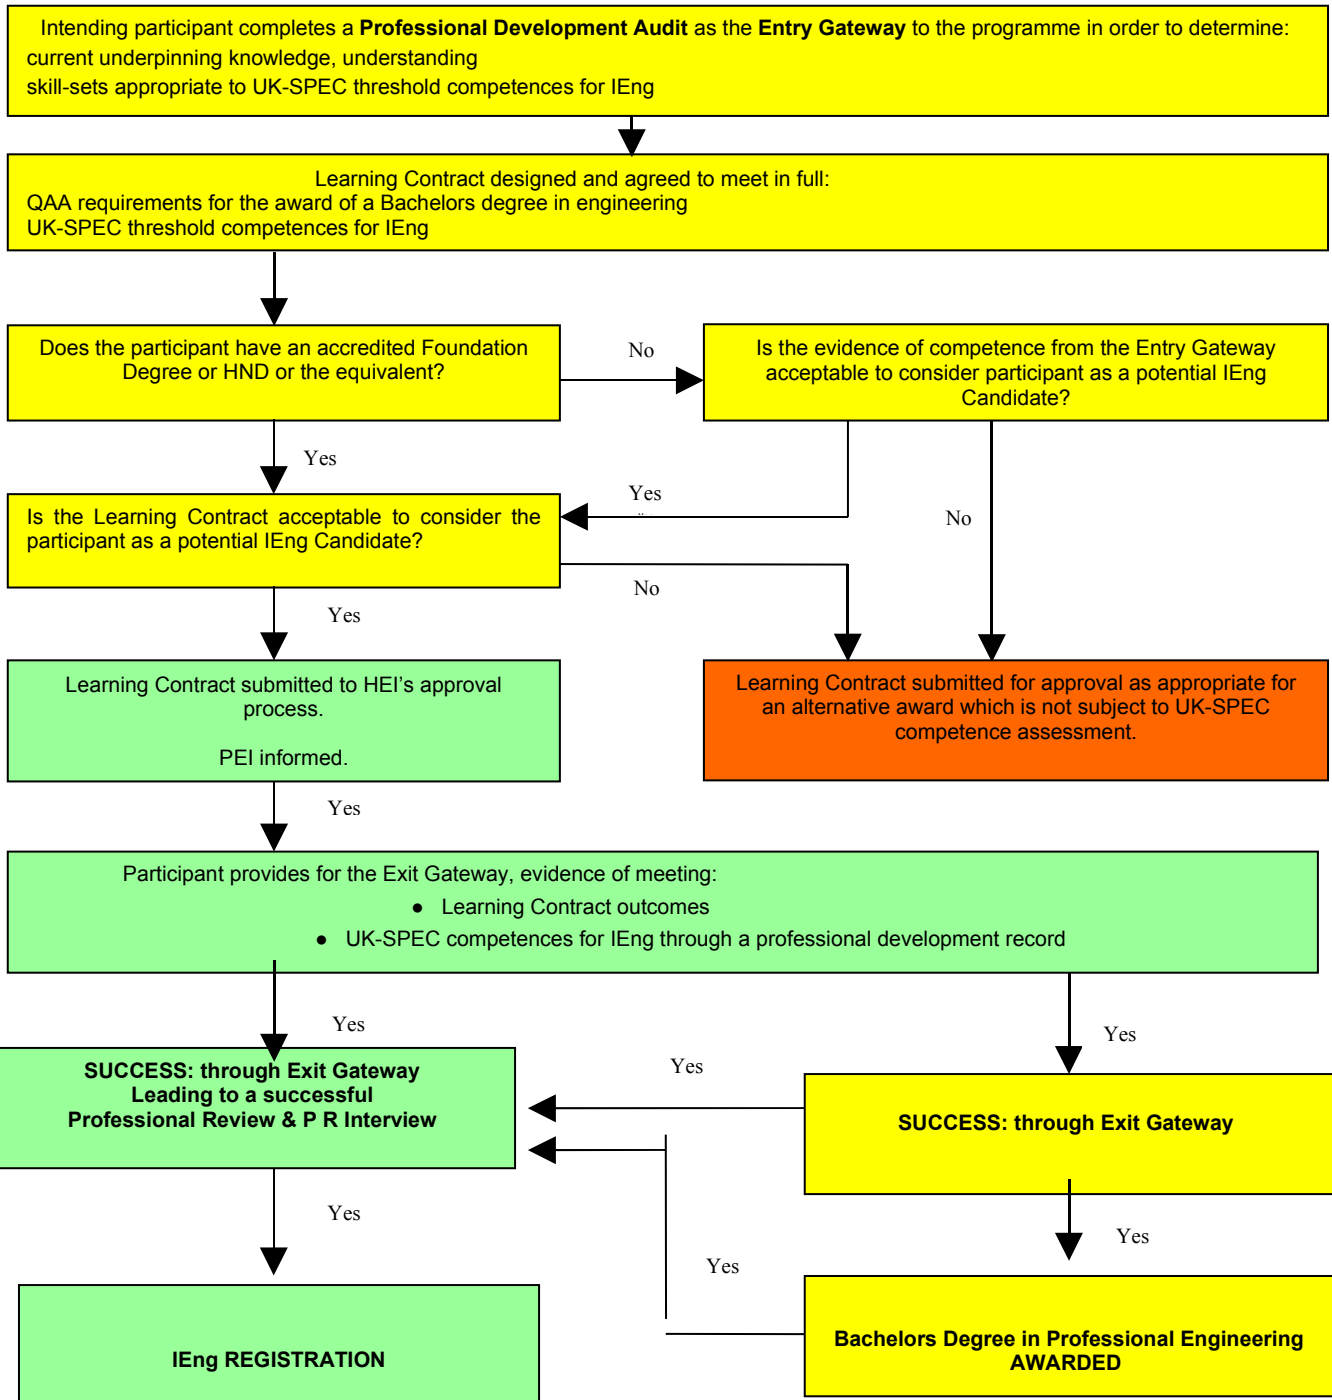 Intending participant completes a Professional Development Audit as the Entry Gateway to the programme in order to determine:
current underpinning knowledge, understanding
skill-sets appropriate to UK-SPEC threshold competences for IEng
Learning Contract designed and agreed to meet in full:
QAA requirements for the award of a Bachelors degree in engineering
UK-SPEC threshold competences for IEng
Does the participant have an accredited Foundation
Degree or HND or the equivalent?
No
Is the evidence of competence from the Entry Gateway
acceptable to consider participant as a potential IEng
Candidate?
Yes
Yes
No
Is the Learning Contract acceptable to consider the
participant as a potential IEng Candidate?
No
Yes
Learning Contract submitted to HEI's approval
process.
PEI informed.
Learning Contract submitted for approval as appropriate for
an alternative award which is not subject to UK-SPEC
competence assessment.
Yes
Participant provides for the Exit Gateway, evidence of meeting:
● Learning Contract outcomes
● UK-SPEC competences for IEng through a professional development record
Yes
Yes
SUCCESS: through Exit Gateway
Leading to a successful
Professional Review & P R Interview
Yes
SUCCESS: through Exit Gateway
Yes
Yes
Yes
IEng REGISTRATION
Bachelors Degree in Professional Engineering
AWARDED